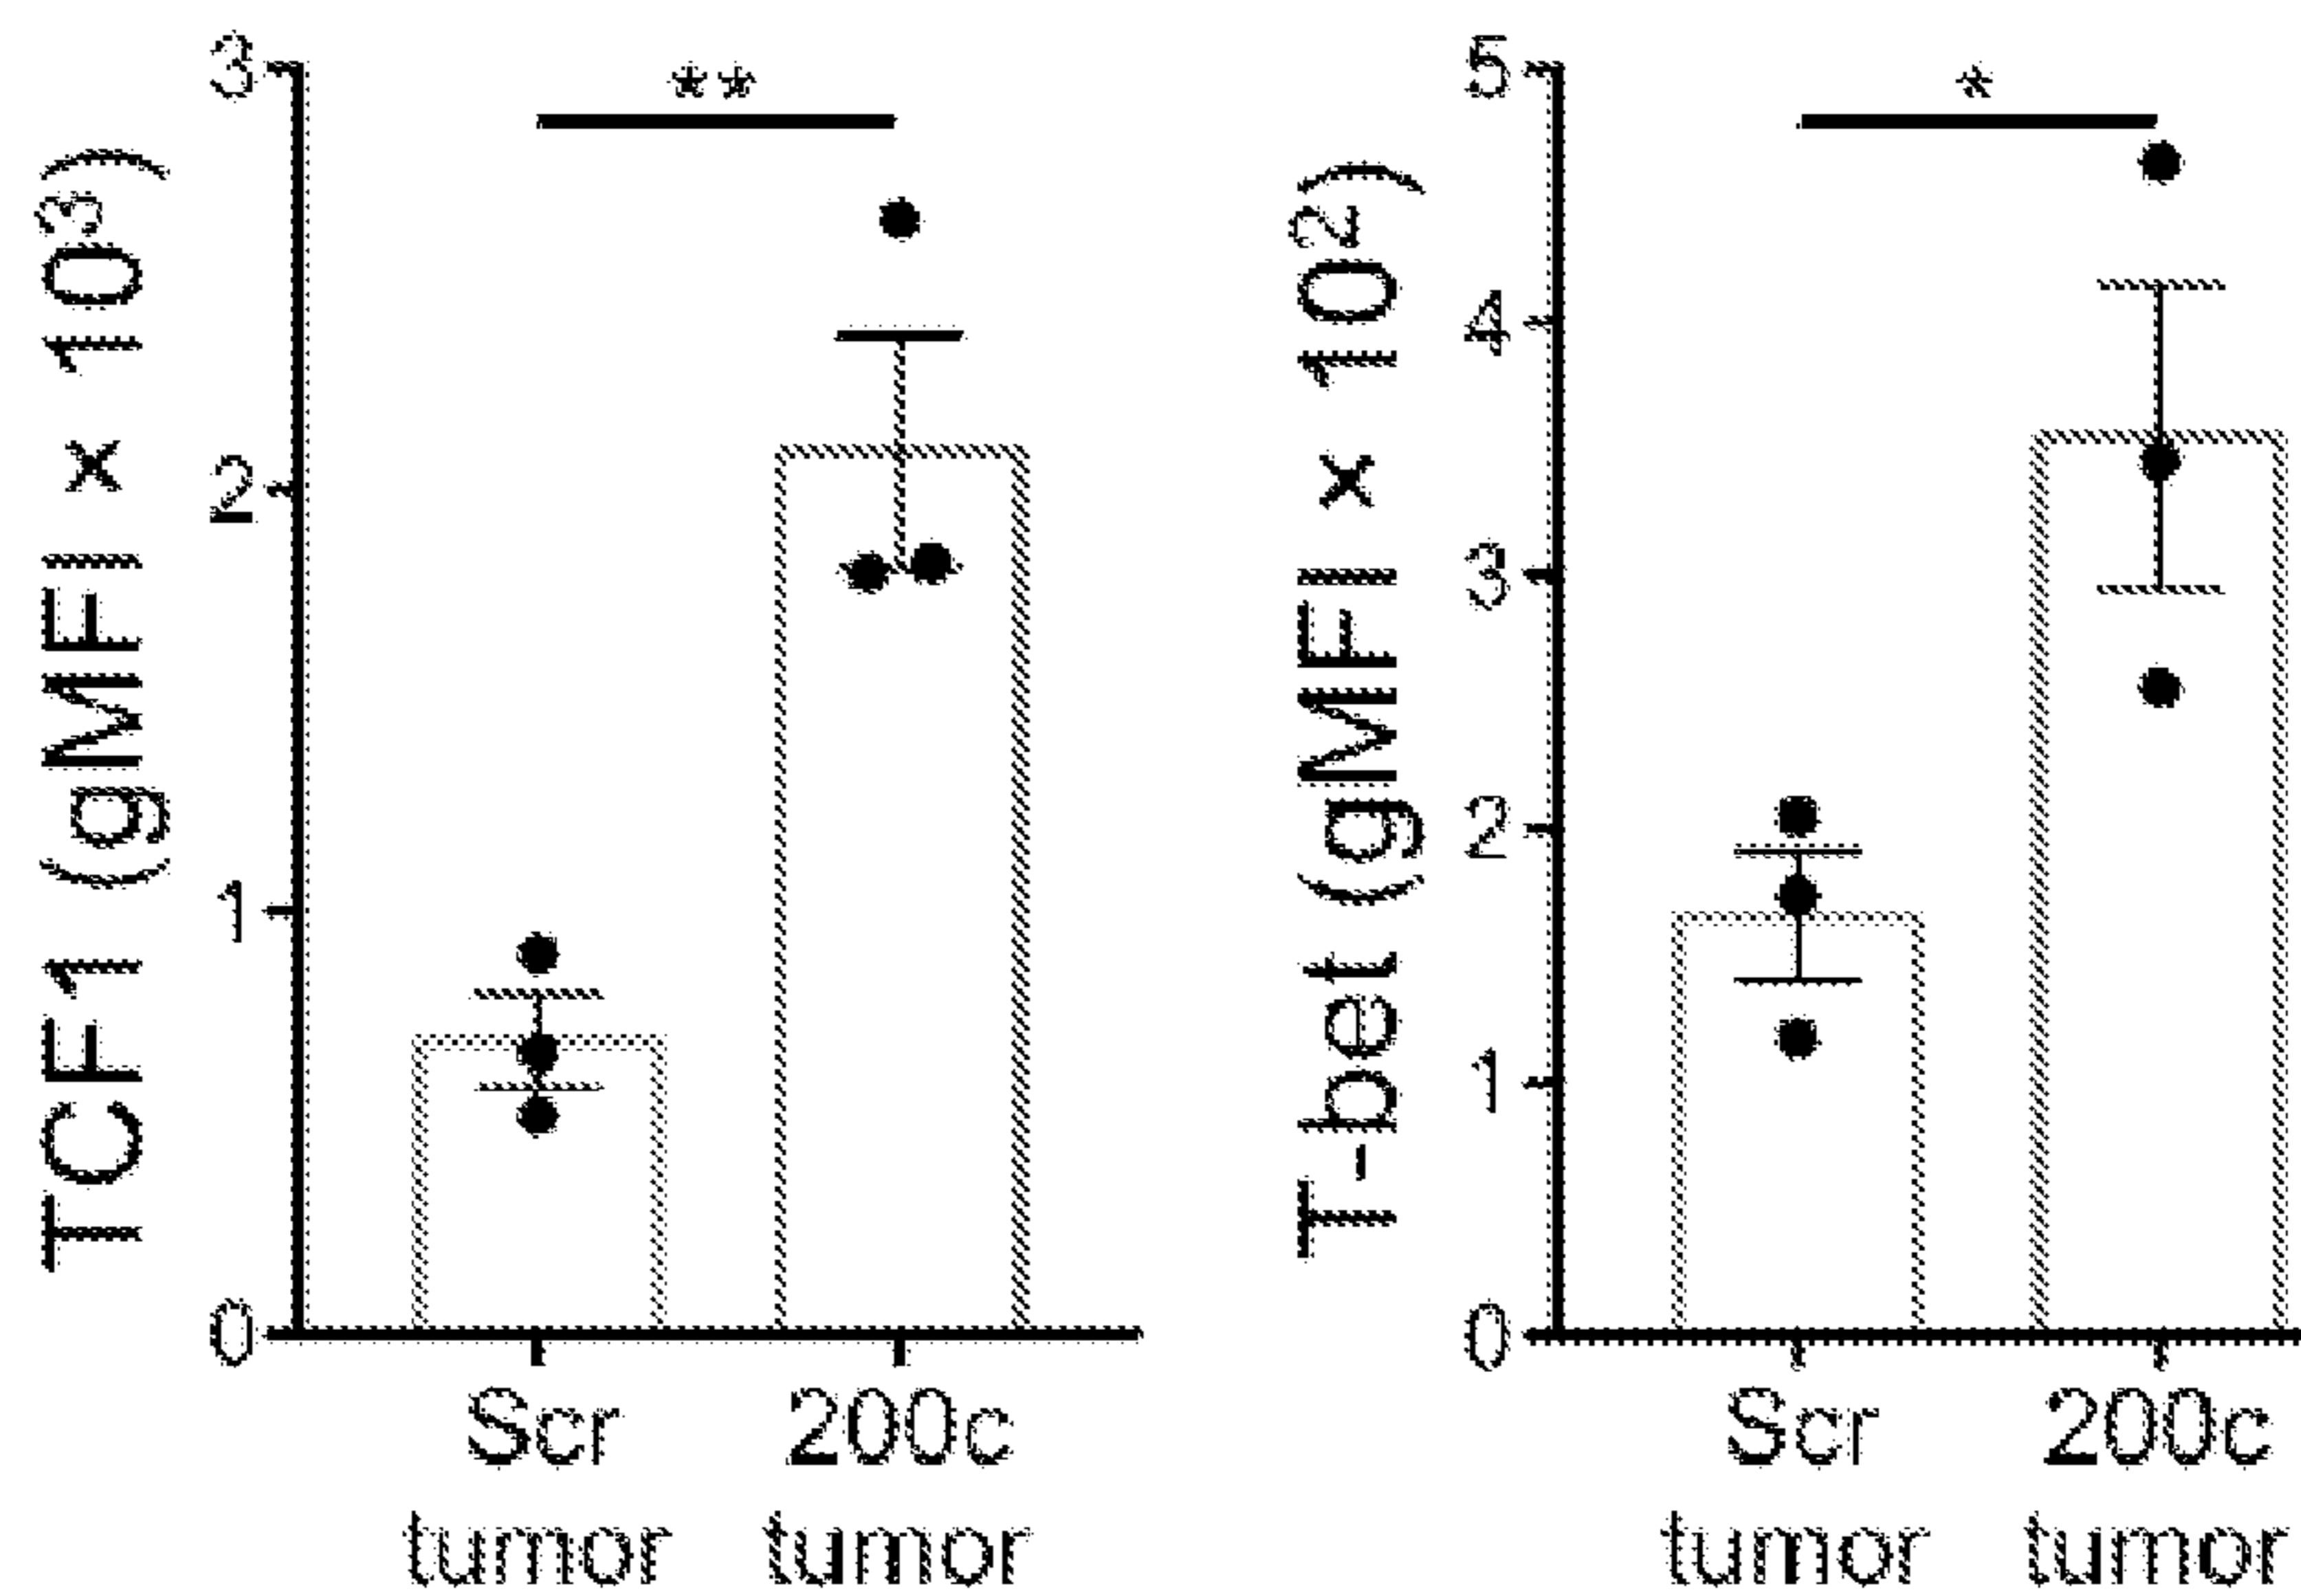 TCF1 (gMFI × 10³)
3
2
1
0
**
Scr
tumor
200c
tumor
T-bet (gMFI × 10²)
5
4
3
2
1
0
*
Scr
tumor
200c
tumor